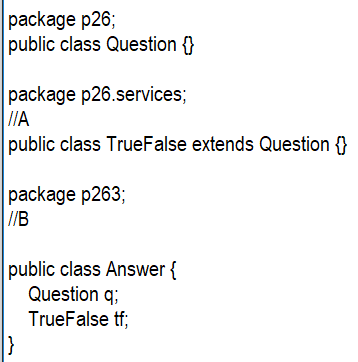 package p26;
public class Question {}
package p26.services;
//A
public class TrueFalse extends Question {}
package p263;
//B
public class Answer {
Question q;
TrueFalse tf;
}